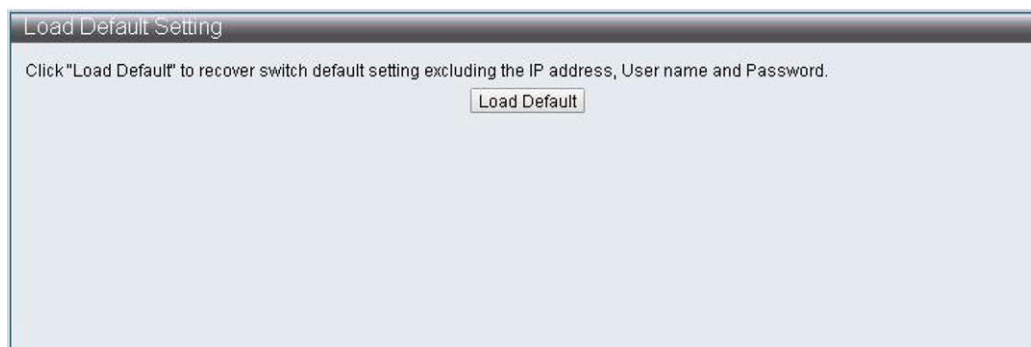 Load Default Setting
Click "Load Default" to recover switch default setting excluding the IP address, User name and Password.
Load Default